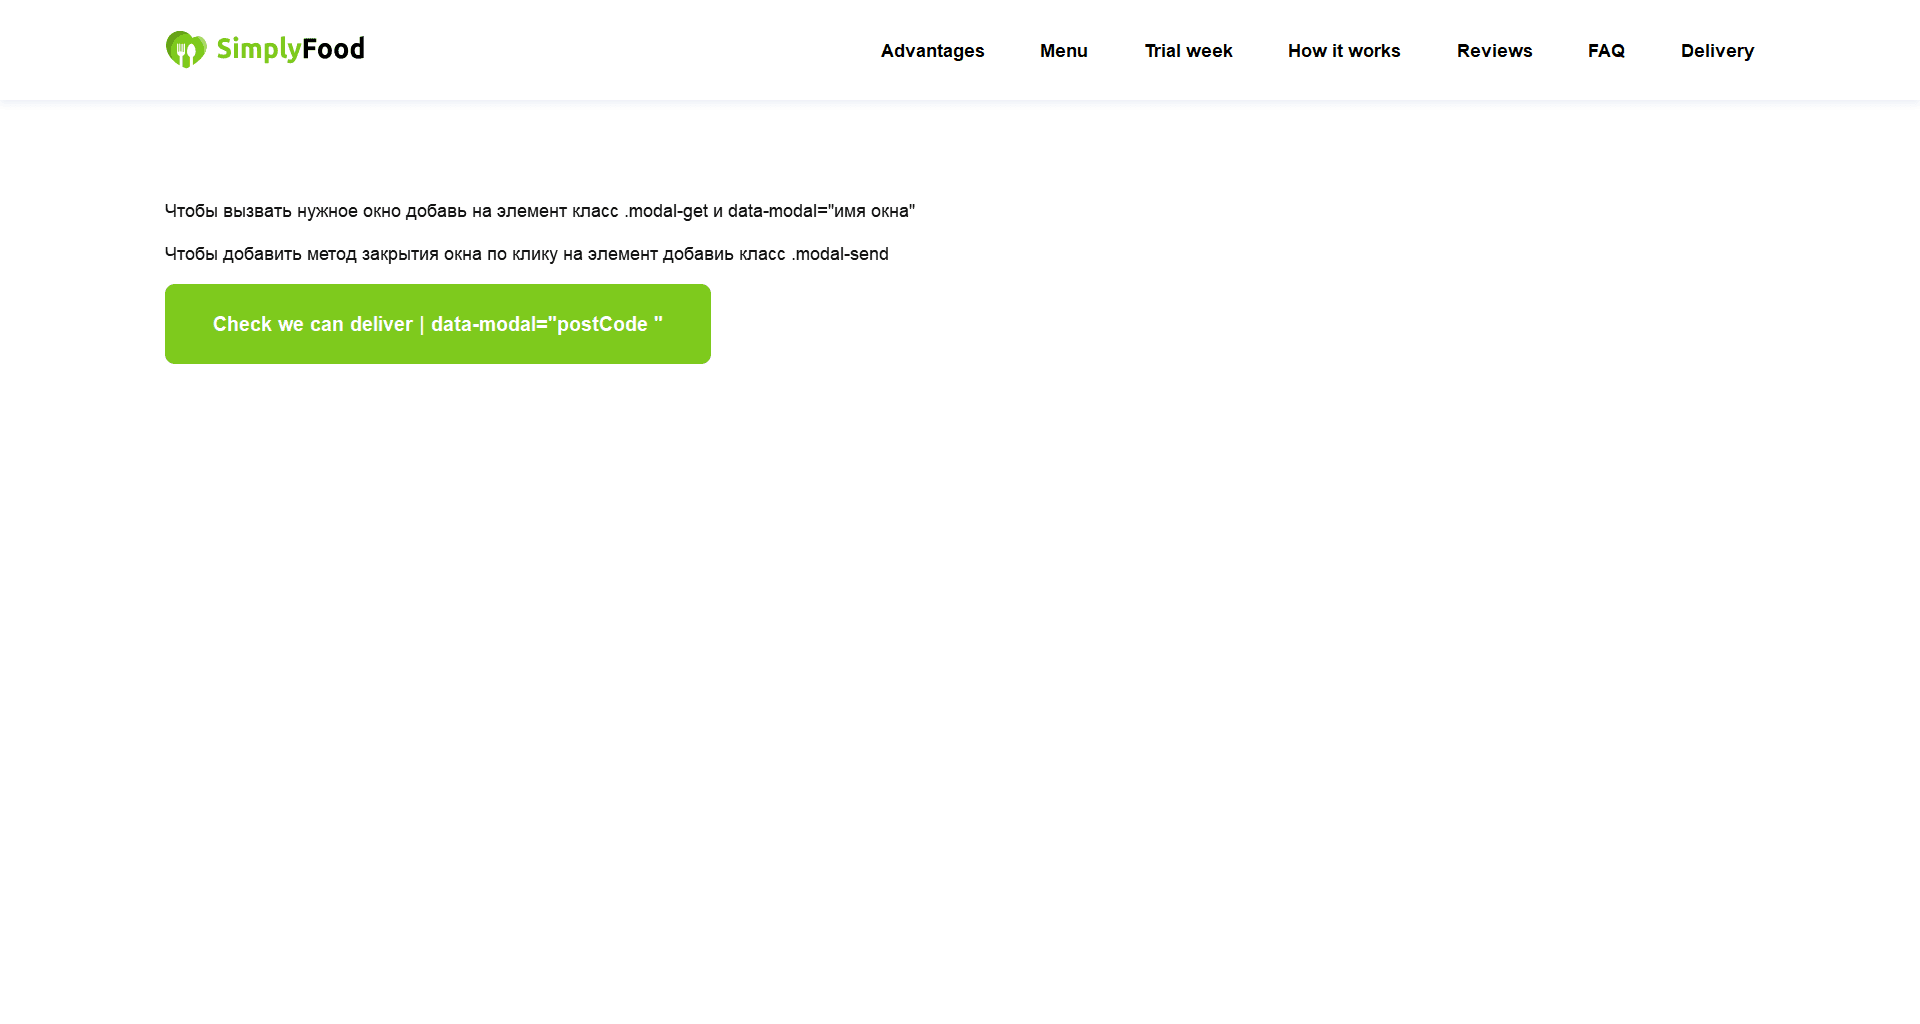 SimplyFood
Advantages Menu Trial week How it works Reviews FAQ Delivery
Чтобы вызвать нужное окно добавь на элемент класс .modal-get и data-modal="имя окна"
Чтобы добавить метод закрытия окна по клику на элемент добавиь класс .modal-send
Check we can deliver | data-modal="postCode "